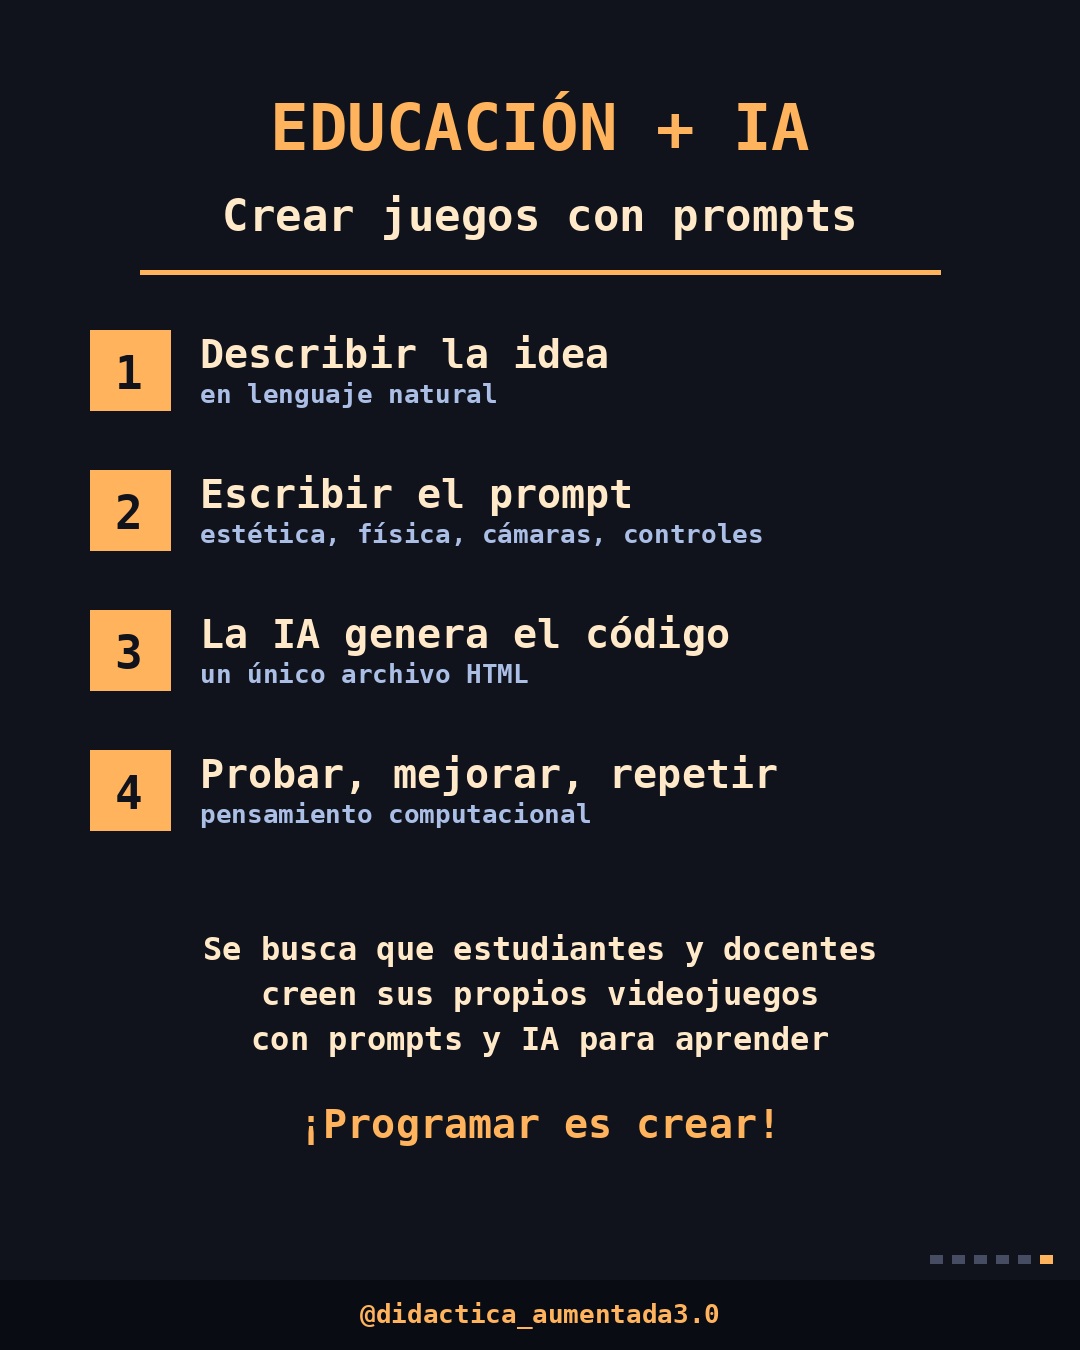 EDUCACIÓN + IA
Crear juegos con prompts
1
Describir la idea
en lenguaje natural
2
Escribir el prompt
estética, física, cámaras, controles
3
La IA genera el código
un único archivo HTML
4
Probar, mejorar, repetir
pensamiento computacional
Se busca que estudiantes y docentes
creen sus propios videojuegos
con prompts y IA para aprender
¡Programar es crear!
@didactica_aumentada3.0